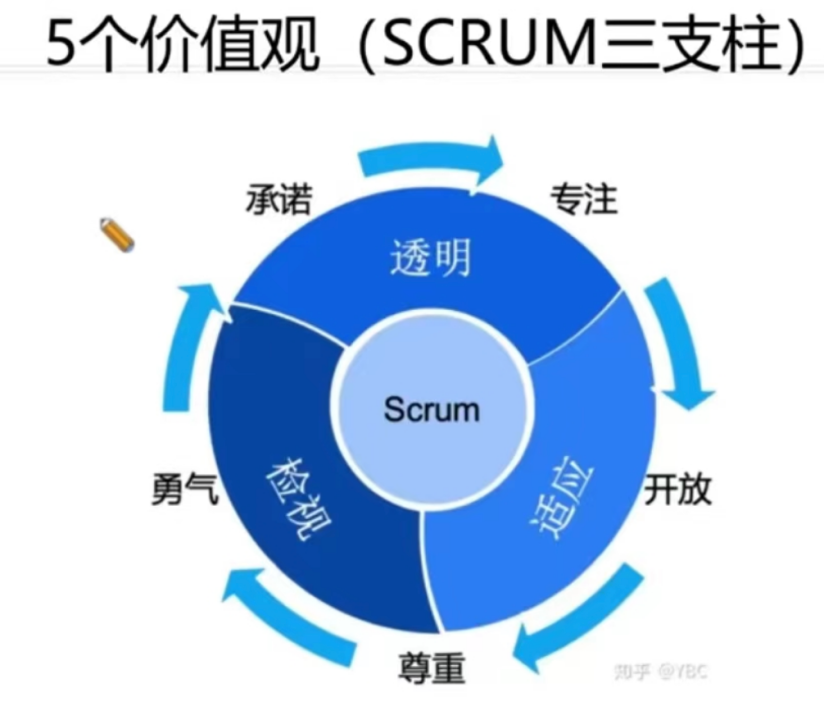 5个价值观（SCRUM三支柱）
承诺
专注
透明
Scrum
勇气
检视
适应
开放
尊重
知乎 @YBC